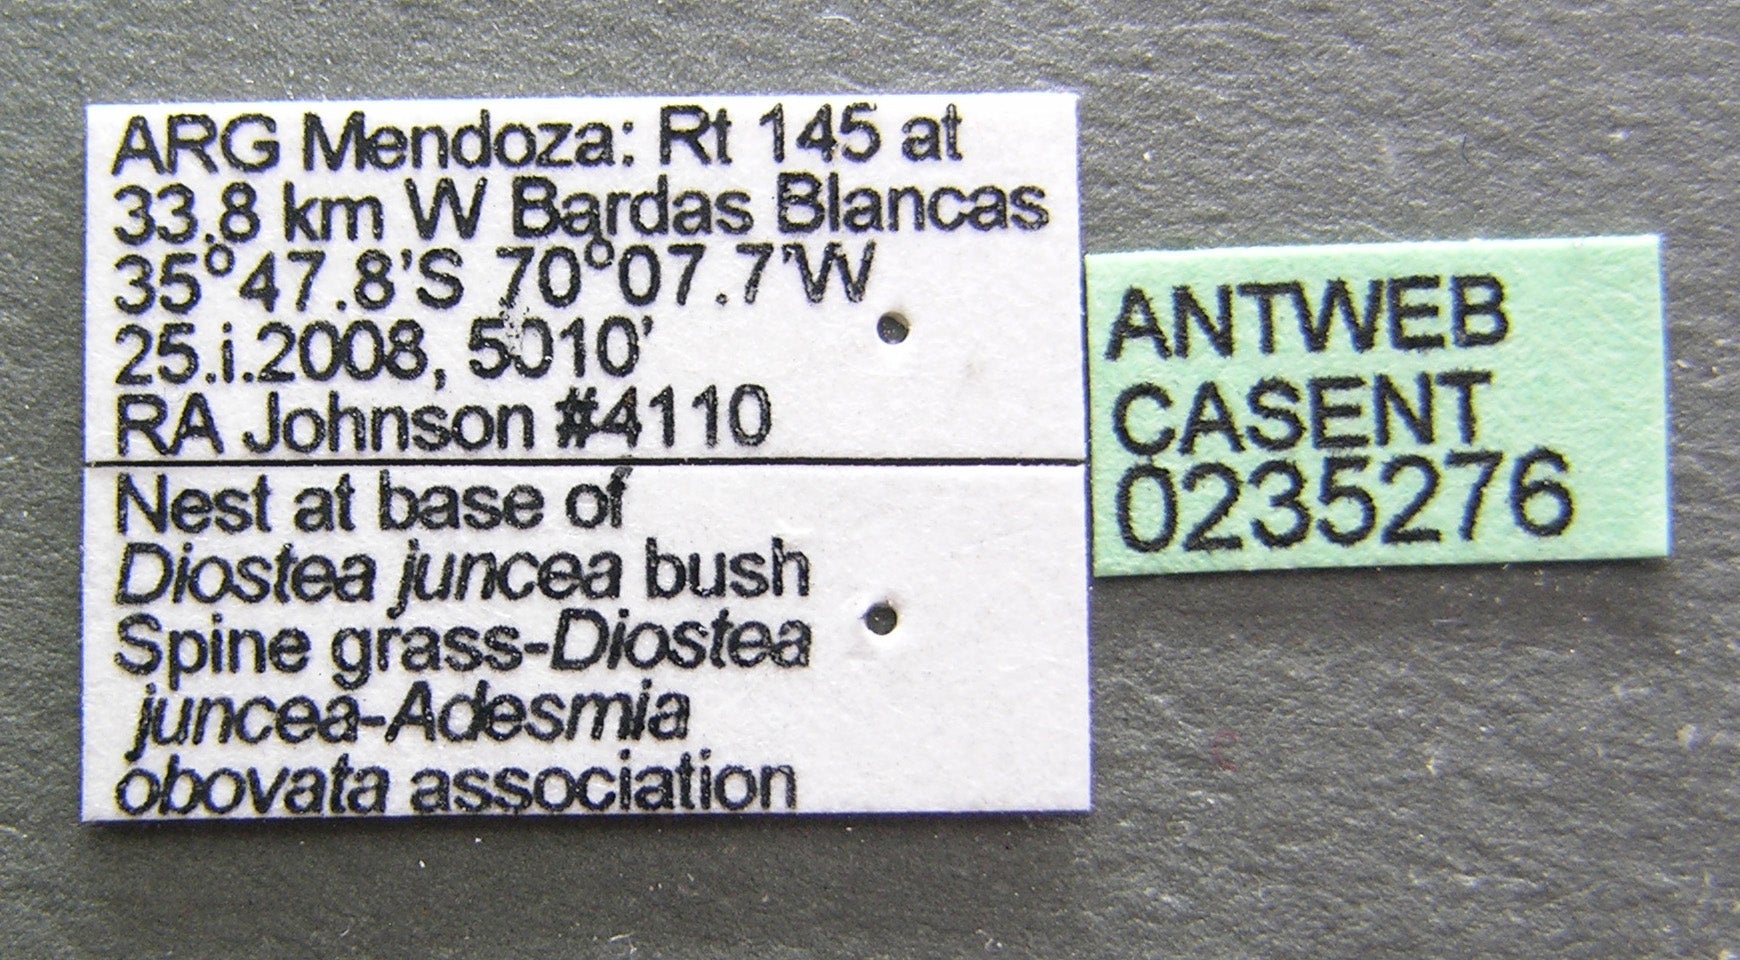 ARG Mendoza: Rt 145 at
33.8 km W Bardas Blancas
35°47.8'S 70°07.7'W
25.i.2008, 5010'
RA Johnson #4110
Nest at base of
Diostea juncea bush
Spine grass-Diostea
juncea-Adesmia
obovata association
ANTWEB
CASENT
0235276